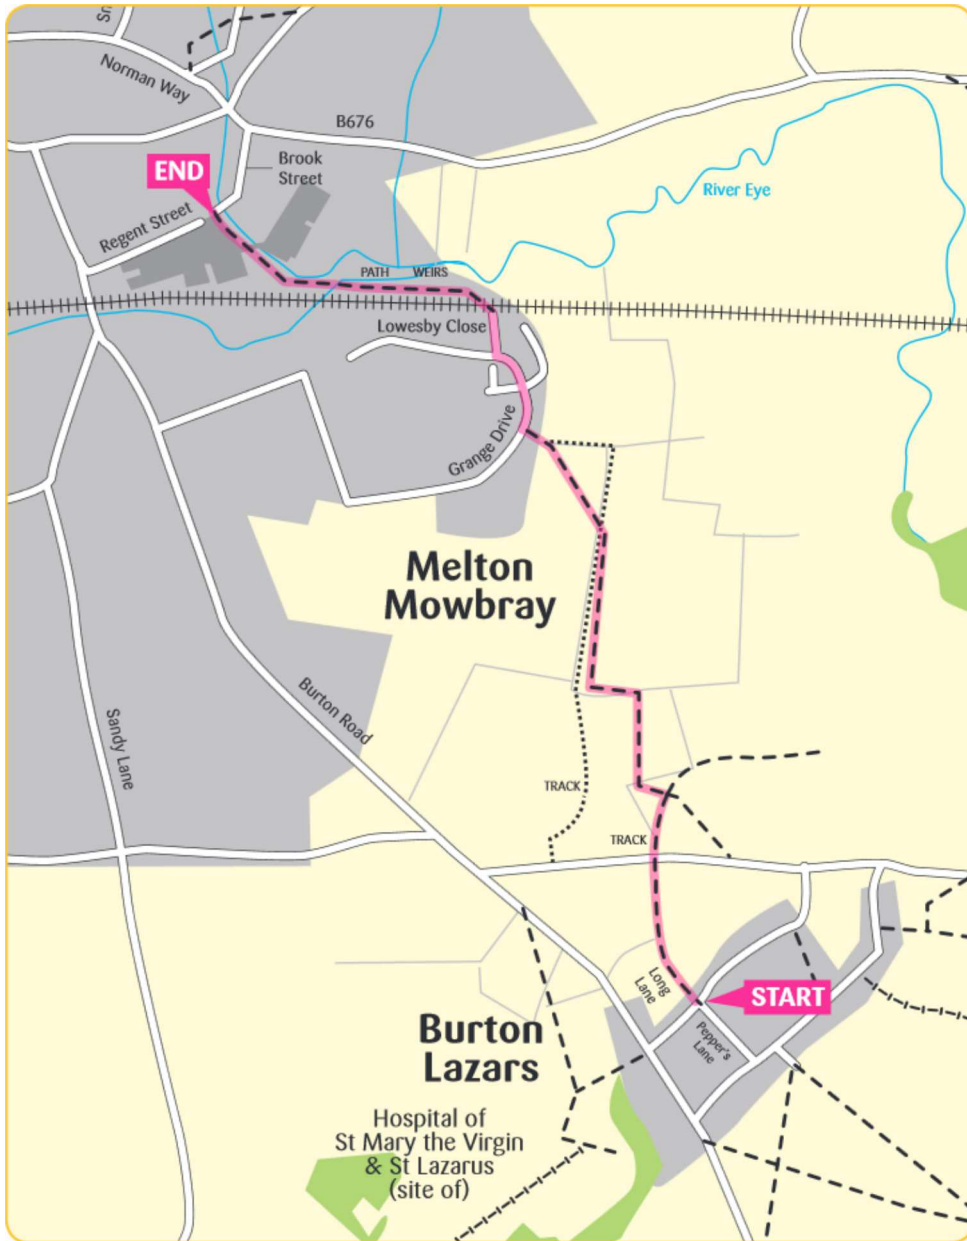 Norman Way
B676
Brook
Street
END
River Eye
Regent Street
PATH
WEIRS
Lowesby Close
Grange Drive
Melton
Mowbray
Burton Road
Sandy Lane
TRACK
TRACK
Long
Lane
START
Pepper's
Lane
Burton
Lazars
Hospital of
St Mary the Virgin
& St Lazarus
(site of)